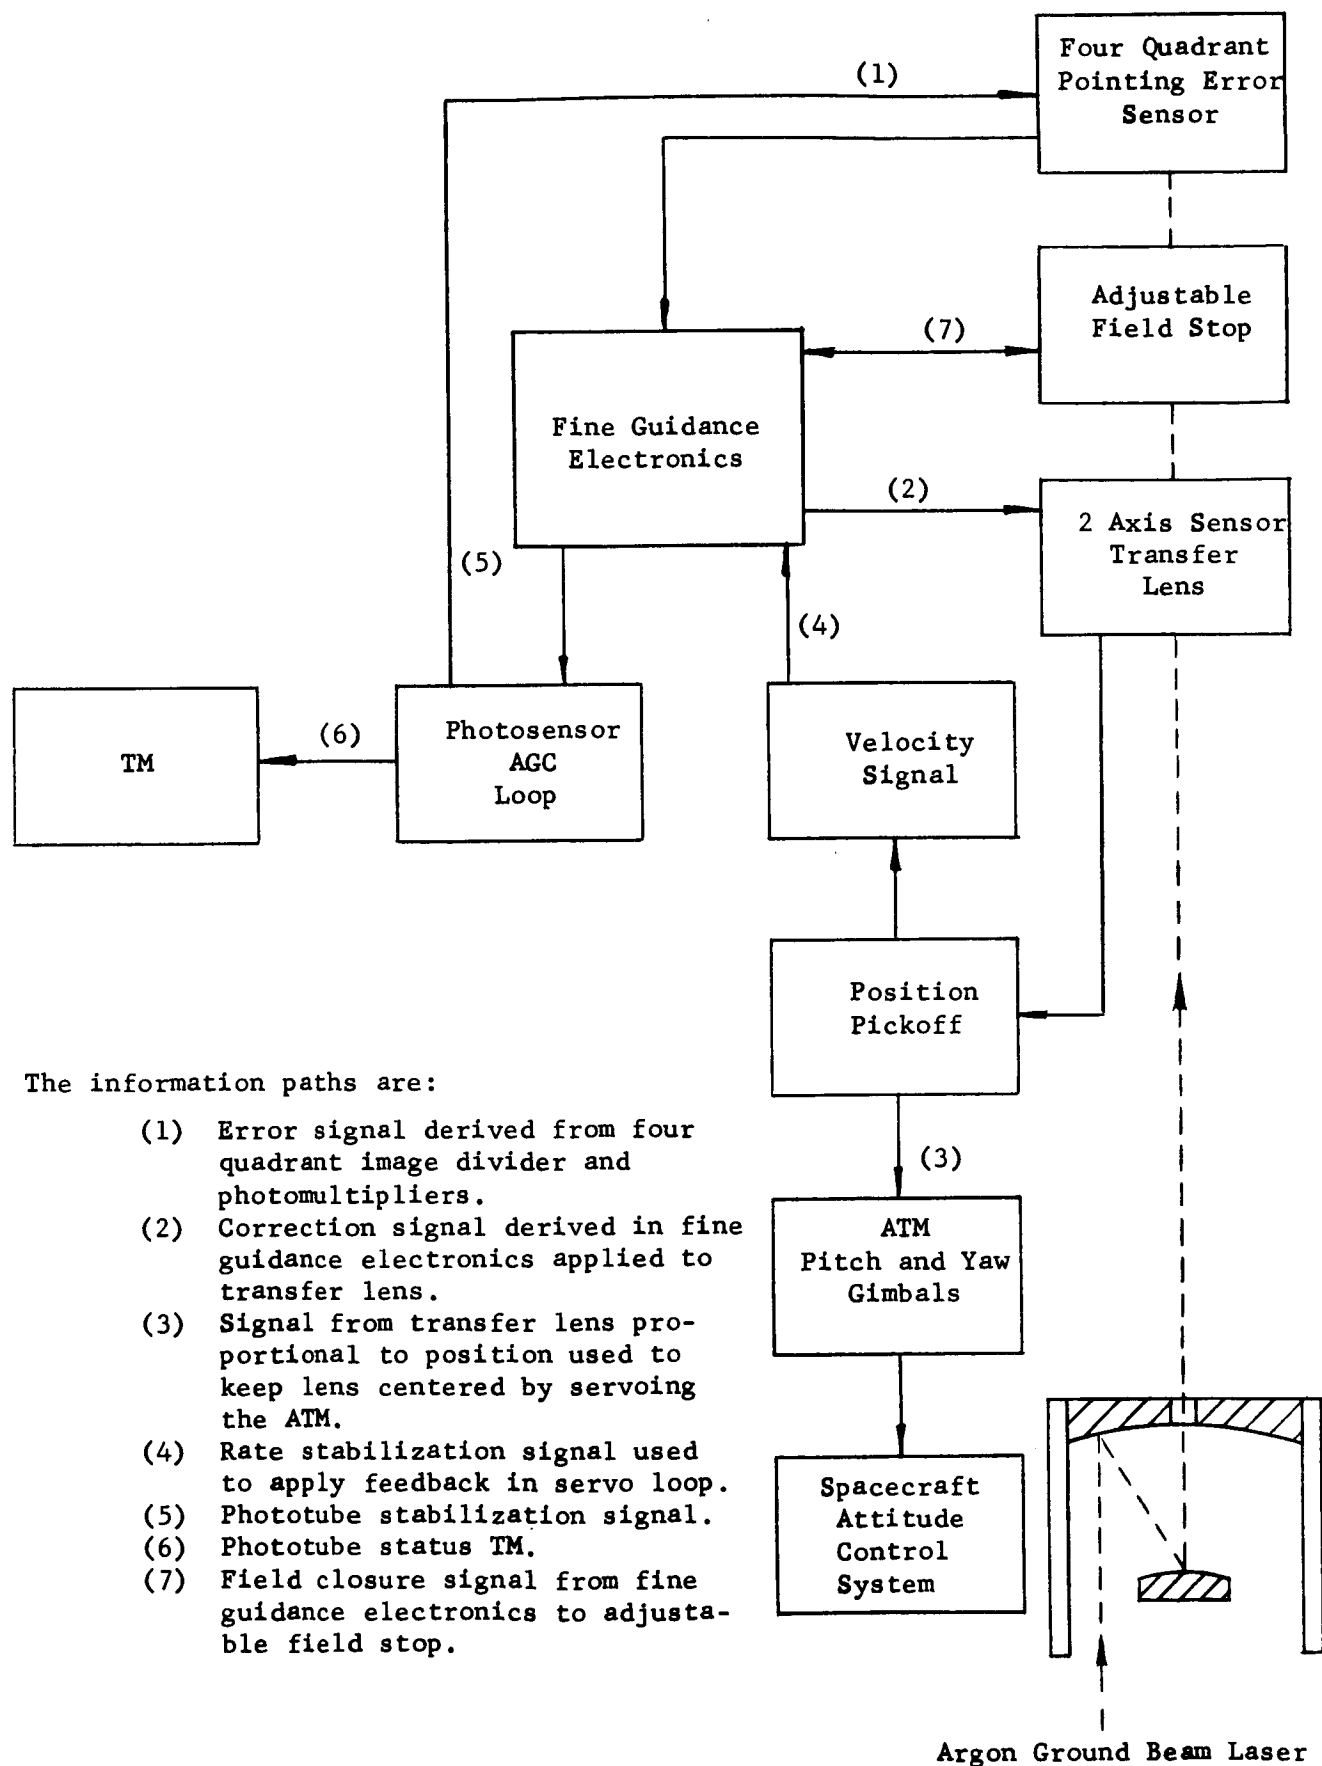 Four Quadrant
Pointing Error
Sensor
(1)
Adjustable
Field Stop
(7)
Fine Guidance
Electronics
(2)
2 Axis Sensor
Transfer
Lens
(5)
(4)
TM
(6)
Photosensor
AGC
Loop
Velocity
Signal
Position
Pickoff
(3)
ATM
Pitch and Yaw
Gimbals
Spacecraft
Attitude
Control
System
The information paths are:
(1) Error signal derived from four
quadrant image divider and
photomultipliers.
(2) Correction signal derived in fine
guidance electronics applied to
transfer lens.
(3) Signal from transfer lens pro-
portional to position used to
keep lens centered by servoing
the ATM.
(4) Rate stabilization signal used
to apply feedback in servo loop.
(5) Phototube stabilization signal.
(6) Phototube status TM.
(7) Field closure signal from fine
guidance electronics to adjusta-
ble field stop.
Argon Ground Beam Laser